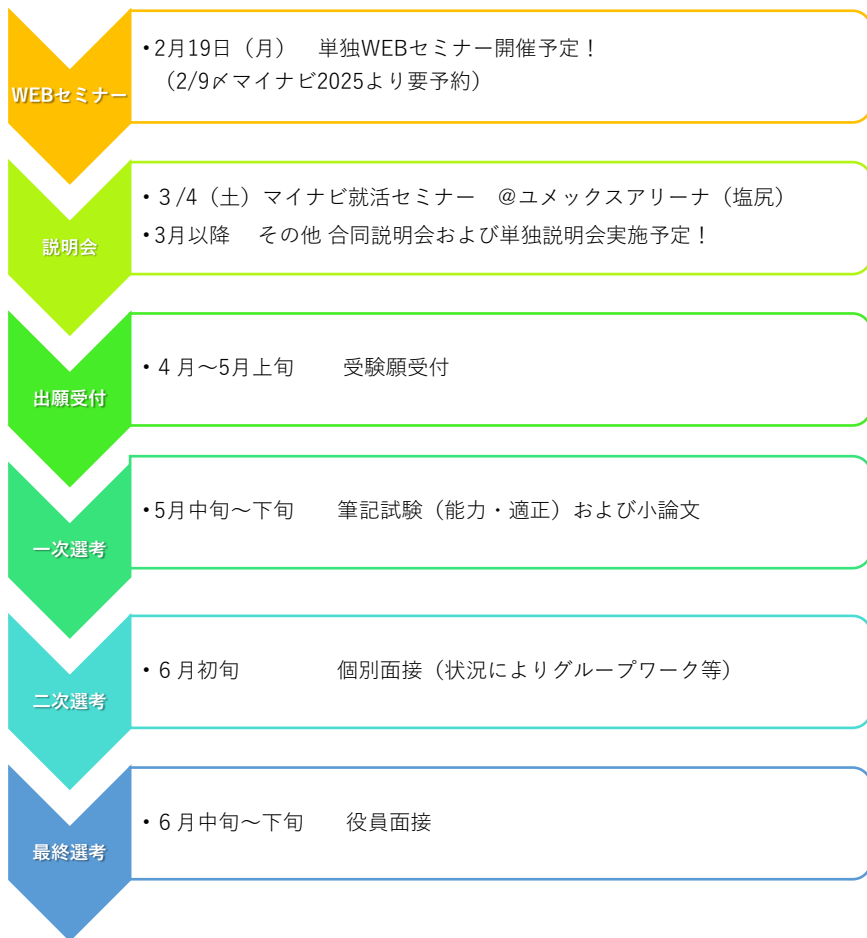 WEBセミナー
・2月19日（月）　単独WEBセミナー開催予定！
（2/9〆マイナビ2025より要予約）
説明会
・３/4（土）マイナビ就活セミナー　＠ユメックスアリーナ（塩尻）
・3月以降　その他 合同説明会および単独説明会実施予定！
出願受付
・４月～5月上旬　　受験願受付
一次選考
・5月中旬～下旬　　筆記試験（能力・適正）および小論文
二次選考
・６月初旬　　　　個別面接（状況によりグループワーク等）
最終選考
・６月中旬～下旬　　役員面接